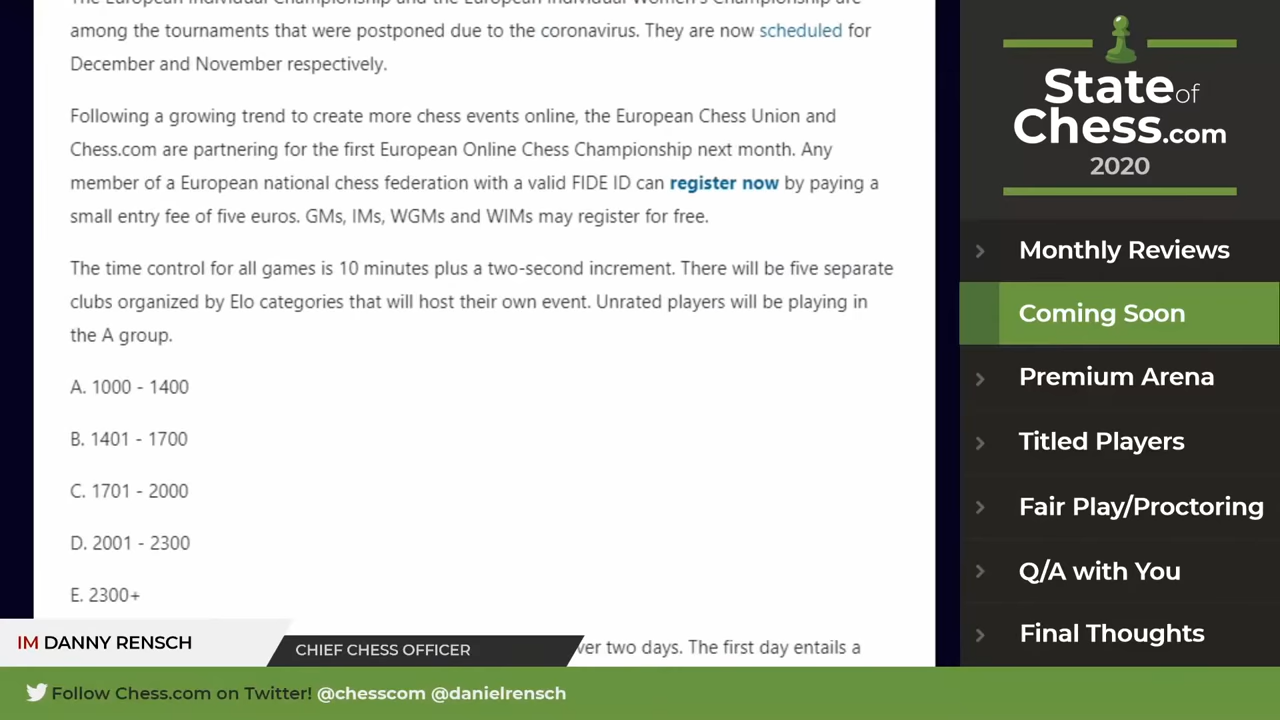 The European Individual Championship and the European Individual Women's Championship are
among the tournaments that were postponed due to the coronavirus. They are now scheduled for
December and November respectively.
Following a growing trend to create more chess events online, the European Chess Union and
Chess.com are partnering for the first European Online Chess Championship next month. Any
member of a European national chess federation with a valid FIDE ID can register now by paying a
small entry fee of five euros. GMs, IMs, WGMs and WIMs may register for free.
The time control for all games is 10 minutes plus a two-second increment. There will be five separate
clubs organized by Elo categories that will host their own event. Unrated players will be playing in
the A group.
A. 1000 - 1400
B. 1401 - 1700
C. 1701 - 2000
D. 2001 - 2300
E. 2300+
over two days. The first day entails a
IM DANNY RENSCH
CHIEF CHESS OFFICER
Follow Chess.com on Twitter! @chesscom @danielrensch
State of
Chess.com
2020
Monthly Reviews
Coming Soon
Premium Arena
Titled Players
Fair Play/Proctoring
Q/A with You
Final Thoughts